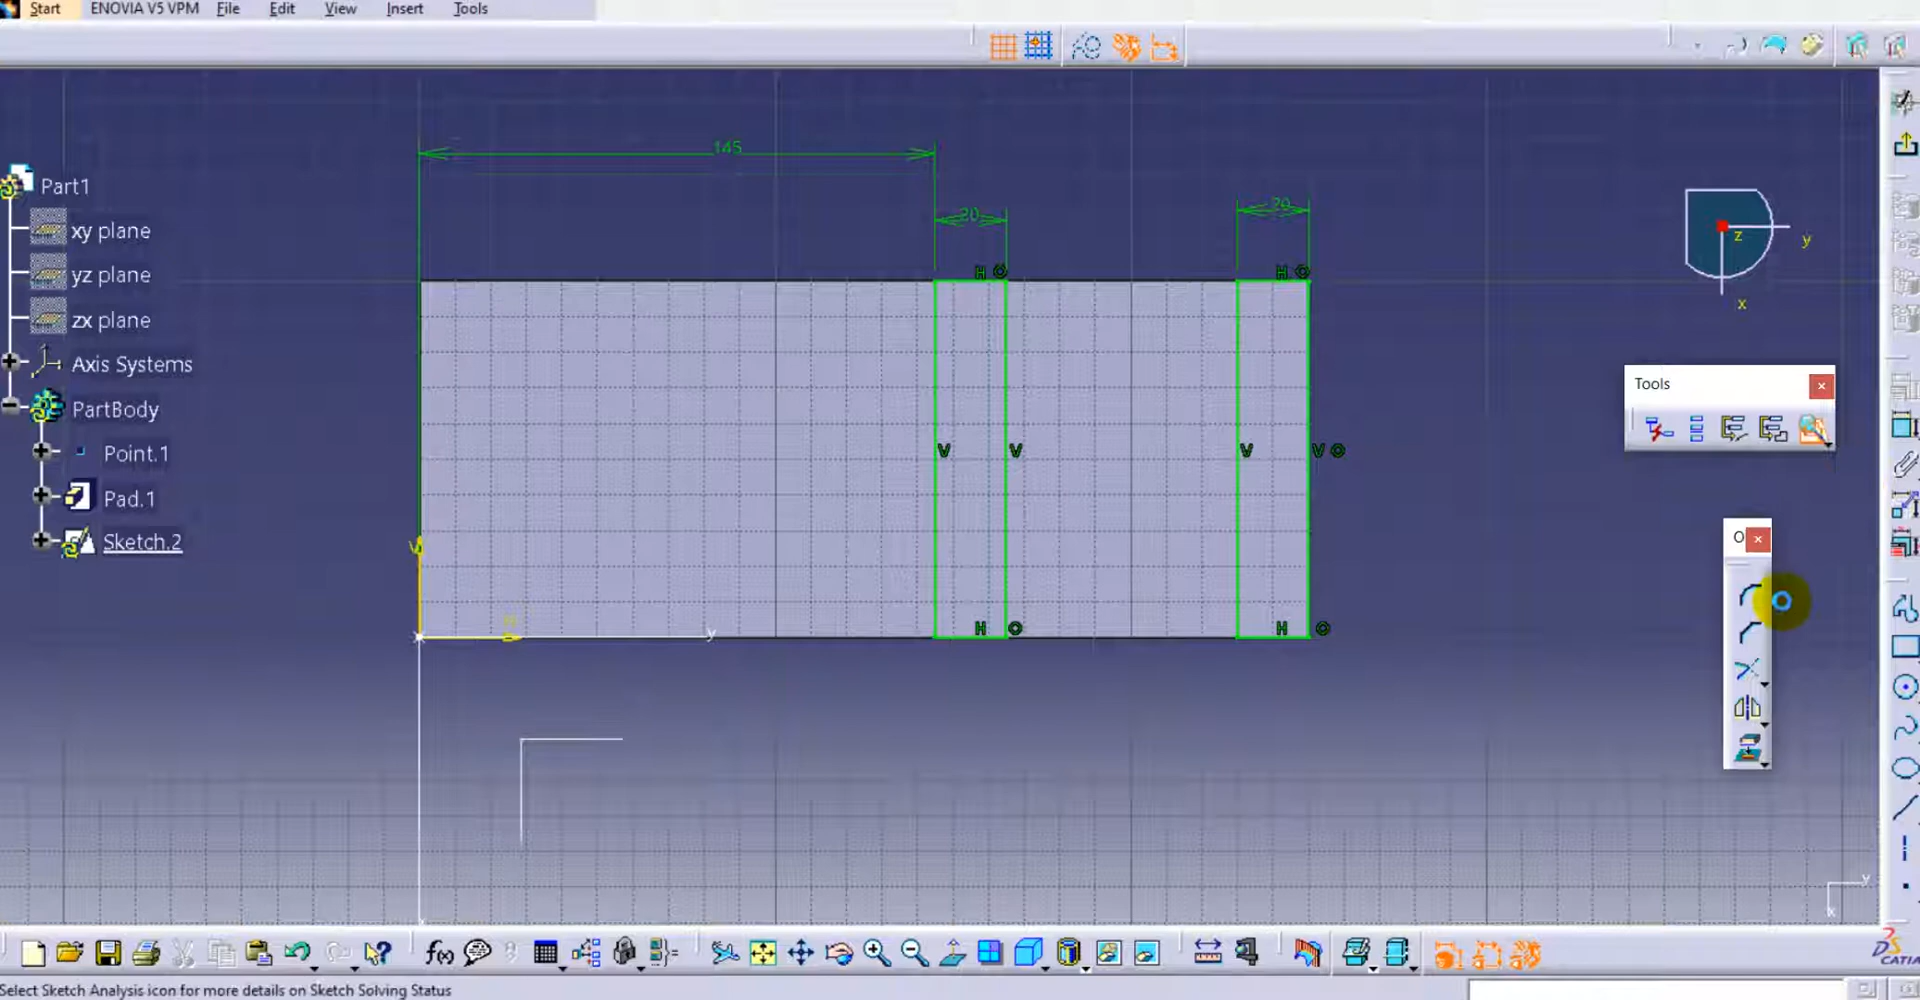 Start ENOVIA V5 VPM File Edit View Insert Tools
145
20
20
H
H
Part1
xy plane
yz plane
zx plane
Axis Systems
PartBody
Point.1
Pad.1
Sketch.2
z
y
x
Tools
V
V
V
V
V
H
y
H
H
O
y
x
f(x)
DS
CATIA
Select Sketch Analysis icon for more details on Sketch Solving Status